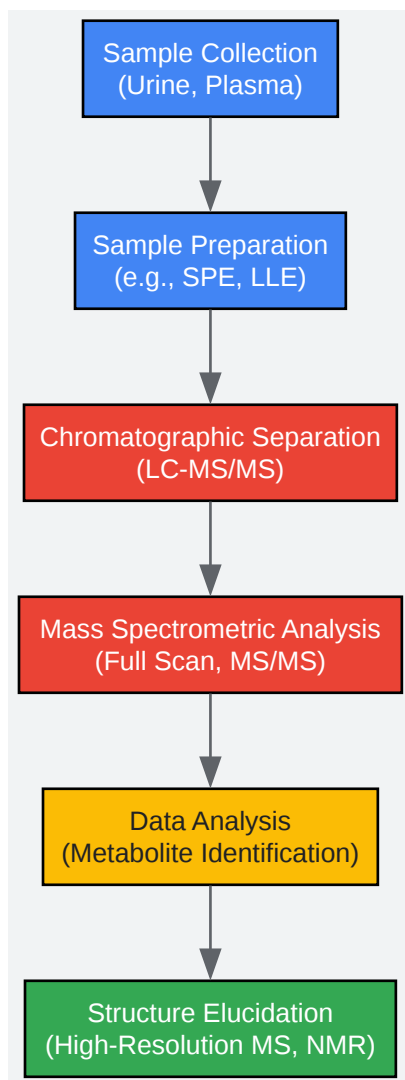 Sample Collection
(Urine, Plasma)
Sample Preparation
(e.g., SPE, LLE)
Chromatographic Separation
(LC-MS/MS)
Mass Spectrometric Analysis
(Full Scan, MS/MS)
Data Analysis
(Metabolite Identification)
Structure Elucidation
(High-Resolution MS, NMR)